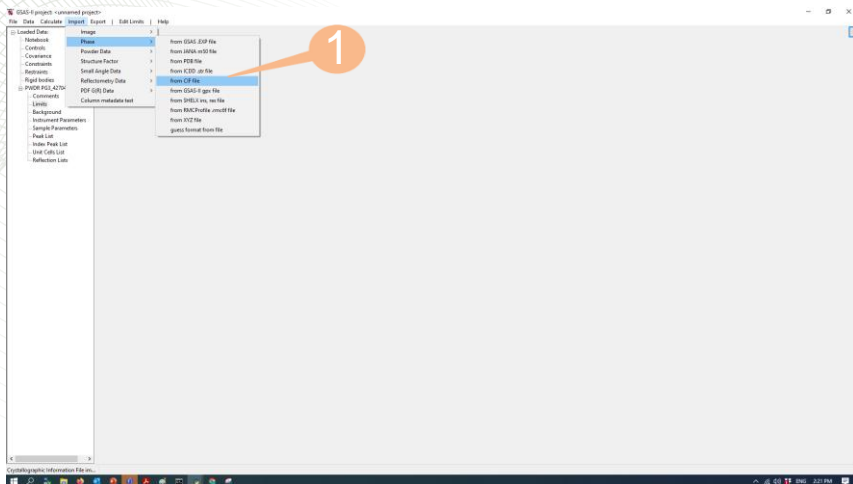 GSAS-II project: <unnamed project>
File Data Calculate Import Export | Edit Limits | Help
Loaded Data:
Notebook
Controls
Covariance
Constraints
Restraints
Rigid bodies
PWDR PG3_42704
Comments
Limits
Background
Instrument Parameters
Sample Parameters
Peak List
Index Peak List
Unit Cells List
Reflection Lists
Image
Phase
Powder Data
Structure Factor
Small Angle Data
Reflectometry Data
PDF G(R) Data
Column metadata text
from GSAS .EXP file
from JANA m50 file
from PDB file
from ICDD .str file
from CIF file
from GSAS-II gpx file
from SHELX ins, res file
from RMCProfile .rmc6f file
from XYZ file
guess format from file
1
Crystallographic Information File im...
ENG 3:21 PM